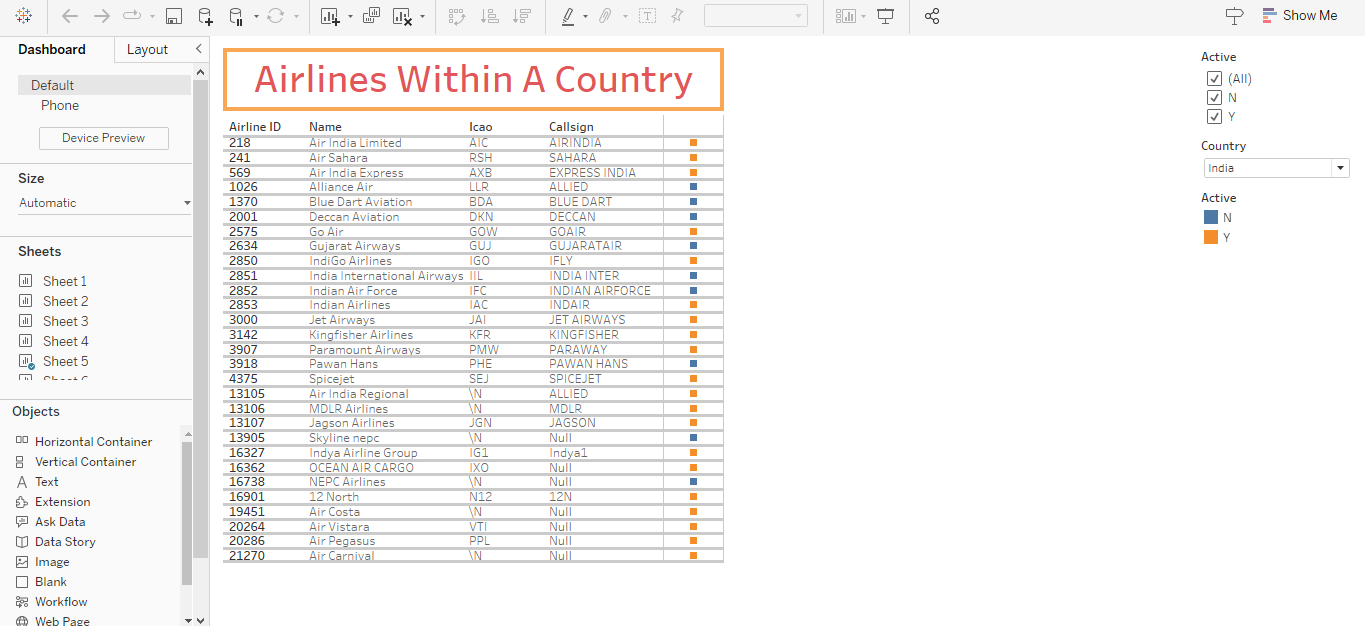 Show Me
Dashboard
Layout
Default
Phone
Device Preview
Size
Automatic
Sheets
Sheet 1
Sheet 2
Sheet 3
Sheet 4
Sheet 5
Objects
Horizontal Container
Vertical Container
Text
Extension
Ask Data
Data Story
Image
Blank
Workflow
Web Page
Airlines Within A Country
Airline ID Name Icao Callsign
218 Air India Limited AIC AIRINDIA
241 Air Sahara RSH SAHARA
569 Air India Express AXB EXPRESS INDIA
1026 Alliance Air LLR ALLIED
1370 Blue Dart Aviation BDA BLUE DART
2001 Deccan Aviation DKN DECCAN
2575 Go Air GOW GOAIR
2634 Gujarat Airways GUJ GUJARATAIR
2850 IndiGo Airlines IGO IFLY
2851 India International Airways IIL INDIA INTER
2852 Indian Air Force IFC INDIAN AIRFORCE
2853 Indian Airlines IAC INDAIR
3000 Jet Airways JAI JET AIRWAYS
3142 Kingfisher Airlines KFR KINGFISHER
3907 Paramount Airways PMW PARAWAY
3918 Pawan Hans PHE PAWAN HANS
4375 Spicejet SEJ SPICEJET
13105 Air India Regional \N ALLIED
13106 MDLR Airlines \N MDLR
13107 Jagson Airlines JGN JAGSON
13905 Skyline nepc \N Null
16327 Indya Airline Group IG1 Indya1
16362 OCEAN AIR CARGO IXO Null
16738 NEPC Airlines \N Null
16901 12 North N12 12N
19451 Air Costa \N Null
20264 Air Vistara VTI Null
20286 Air Pegasus PPL Null
21270 Air Carnival \N Null
Active
(All)
N
Y
Country
India
Active
N
Y